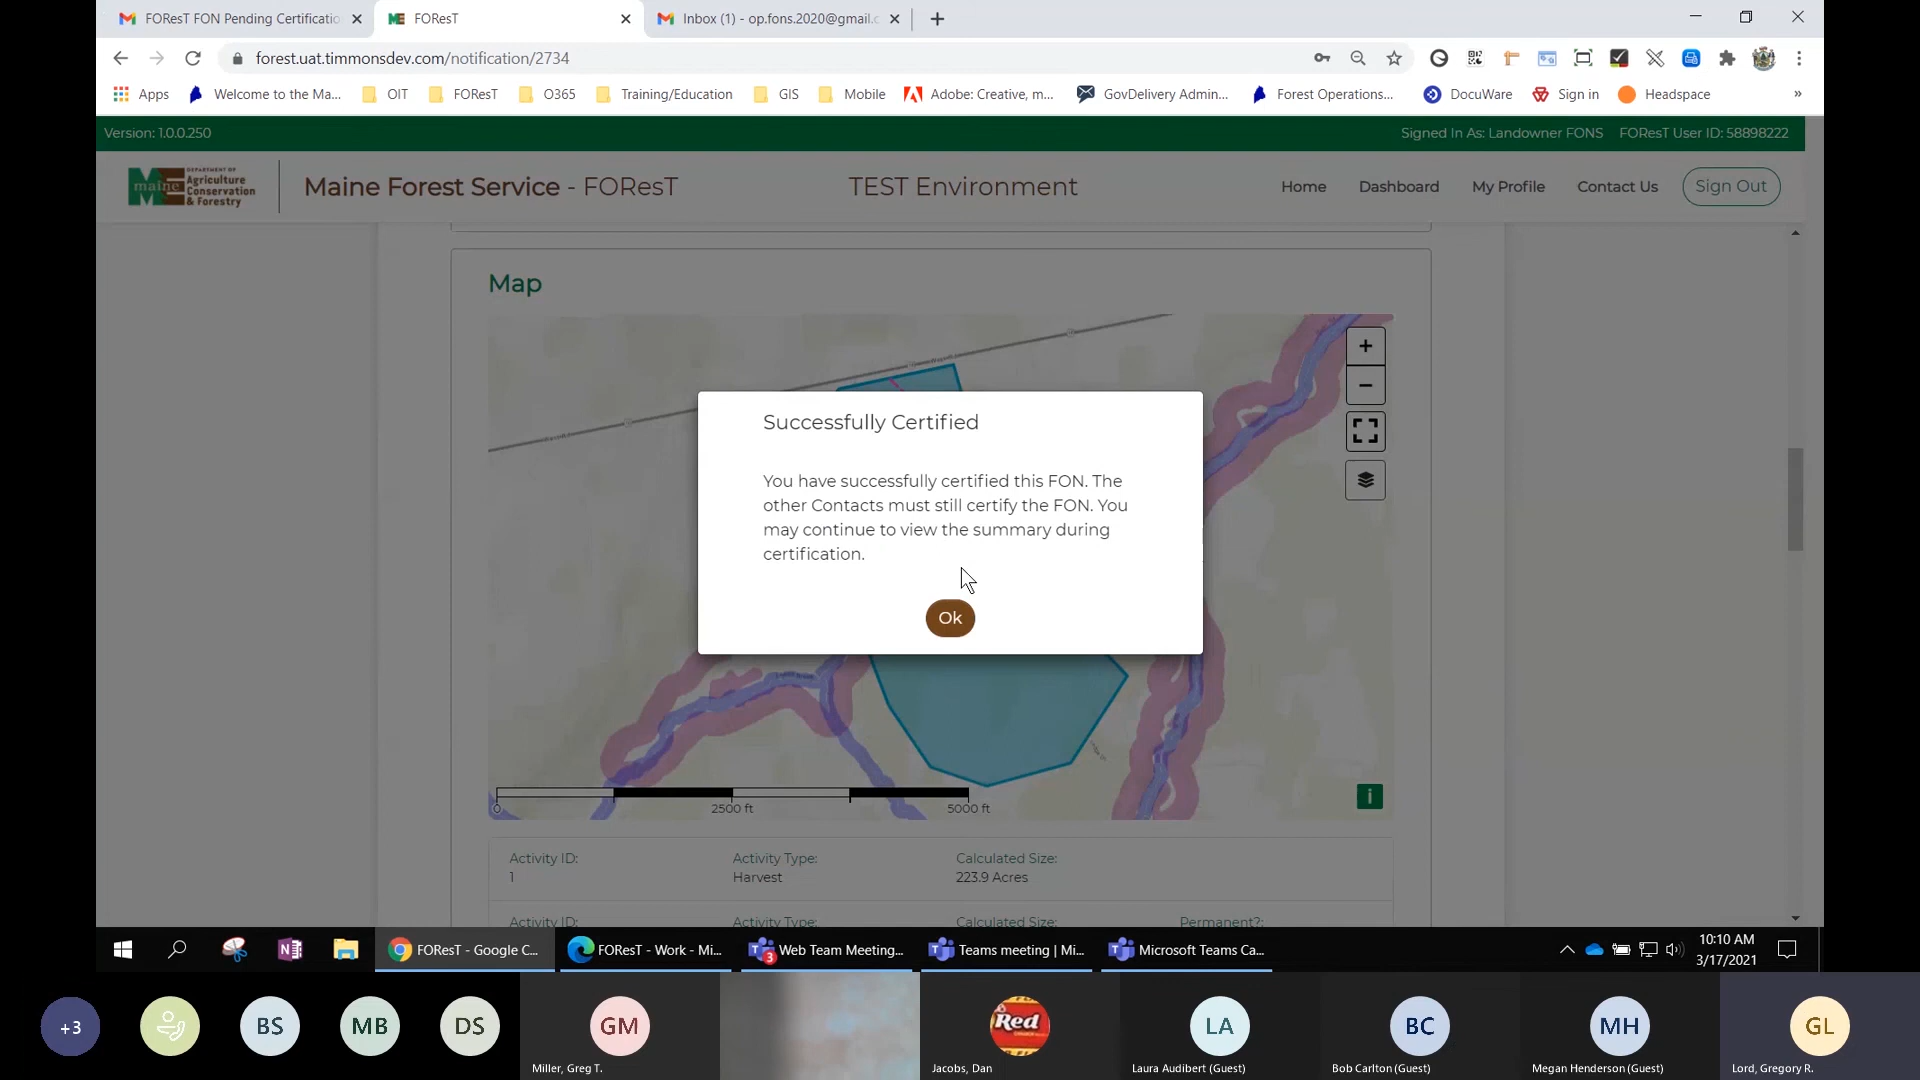 FOResT FON Pending Certificatio
FOResT
Inbox (1) - op.fons.2020@gmail.c
forest.uat.timmonsdev.com/notification/2734
Apps
Welcome to the Ma...
OIT
FOResT
O365
Training/Education
GIS
Mobile
Adobe: Creative, m...
GovDelivery Admin...
Forest Operations...
DocuWare
Sign in
Headspace
»
Version: 1.0.0.250
Signed In As: Landowner FONS
FOResT User ID: 58898222
maine
DEPARTMENT OF
Agriculture
Conservation
& Forestry
Maine Forest Service - FOResT
TEST Environment
Home
Dashboard
My Profile
Contact Us
Sign Out
Map
+
−
Successfully Certified
You have successfully certified this FON. The
other Contacts must still certify the FON. You
may continue to view the summary during
certification.
Ok
0
2500 ft
5000 ft
i
Activity ID:
1
Activity Type:
Harvest
Calculated Size:
223.9 Acres
Activity ID:
Activity Type:
Calculated Size:
Permanent?:
FOResT - Google C...
FOResT - Work - Mi...
3
Web Team Meeting...
Teams meeting | Mi...
Microsoft Teams Ca...
10:10 AM
3/17/2021
+3
BS
MB
DS
GM
Miller, Greg T.
Red
Jacobs, Dan
LA
Laura Audibert (Guest)
BC
Bob Carlton (Guest)
MH
Megan Henderson (Guest)
GL
Lord, Gregory R.